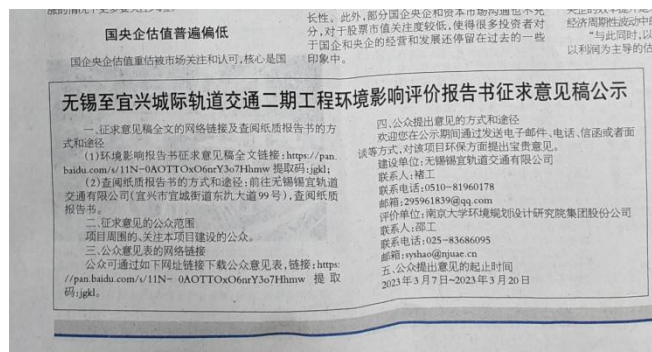 国央企估值普遍偏低
国企央企估值重估被市场关注和认可,核心是国
长性。此外,部分国企央企和资本市场沟通也不充
分,对于股票市值关注度较低,使得很多投资者对
于国企和央企的经营和发展还停留在过去的一些
印象中。
经济周期性波动中的
“与此同时,以
以利润为主导的估
无锡至宜兴城际轨道交通二期工程环境影响评价报告书征求意见稿公示
一、征求意见稿全文的网络链接及查阅纸质报告书的方
式和途径
(1)环境影响报告书征求意见稿全文链接:https://pan.
baidu.com/s/11N-0AOTTOxO6nrY3o7Hhmw 提取码:jgkl;
(2)查阅纸质报告书的方式和途径:前往无锡锡宜轨道
交通有限公司(宜兴市宜城街道东氿大道99号),查阅纸质
报告书。
二、征求意见的公众范围
项目周围的、关注本项目建设的公众。
三、公众意见表的网络链接
公众可通过如下网址链接下载公众意见表,链接:https:
//pan.baidu.com/s/11N- 0AOTTOxO6nrY3o7Hhmw 提取
码:jgkl。
四、公众提出意见的方式和途径
欢迎您在公示期间通过发送电子邮件、电话、信函或者面
谈等方式,对该项目环保方面提出宝贵意见。
建设单位:无锡锡宜轨道交通有限公司
联系人:褚工
联系电话:0510-81960178
邮箱:295961839@qq.com
评价单位:南京大学环境规划设计研究院集团股份公司
联系人:邵工
联系电话:025-83686095
邮箱:syshao@njuae.cn
五、公众提出意见的起止时间
2023年3月7日~2023年3月20日